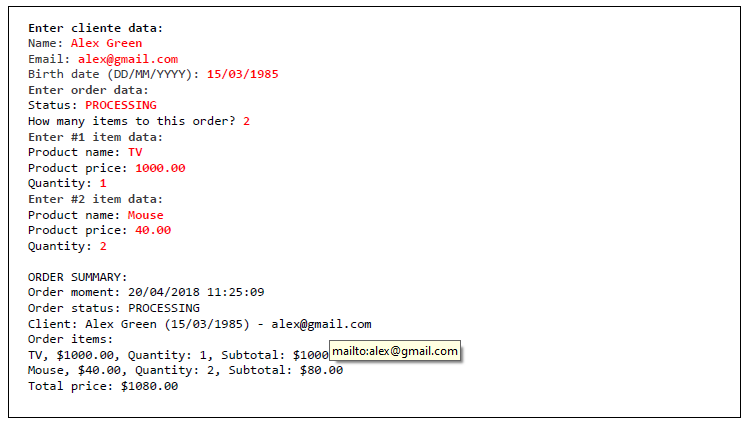 Enter cliente data:
Name: Alex Green
Email: alex@gmail.com
Birth date (DD/MM/YYYY): 15/03/1985
Enter order data:
Status: PROCESSING
How many items to this order? 2
Enter #1 item data:
Product name: TV
Product price: 1000.00
Quantity: 1
Enter #2 item data:
Product name: Mouse
Product price: 40.00
Quantity: 2
ORDER SUMMARY:
Order moment: 20/04/2018 11:25:09
Order status: PROCESSING
Client: Alex Green (15/03/1985) - alex@gmail.com
Order items:
TV, $1000.00, Quantity: 1, Subtotal: $1000
mailto:alex@gmail.com
Mouse, $40.00, Quantity: 2, Subtotal: $80.00
Total price: $1080.00